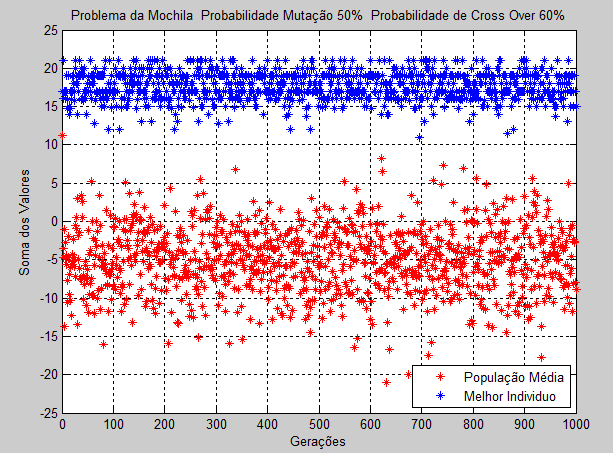 Problema da Mochila Probabilidade Mutação 50% Probabilidade de Cross Over 60%
25
20
15
10
5
0
-5
-10
-15
-20
-25
Soma dos Valores
População Média
Melhor Individuo
0 100 200 300 400 500 600 700 800 900 1000
Gerações